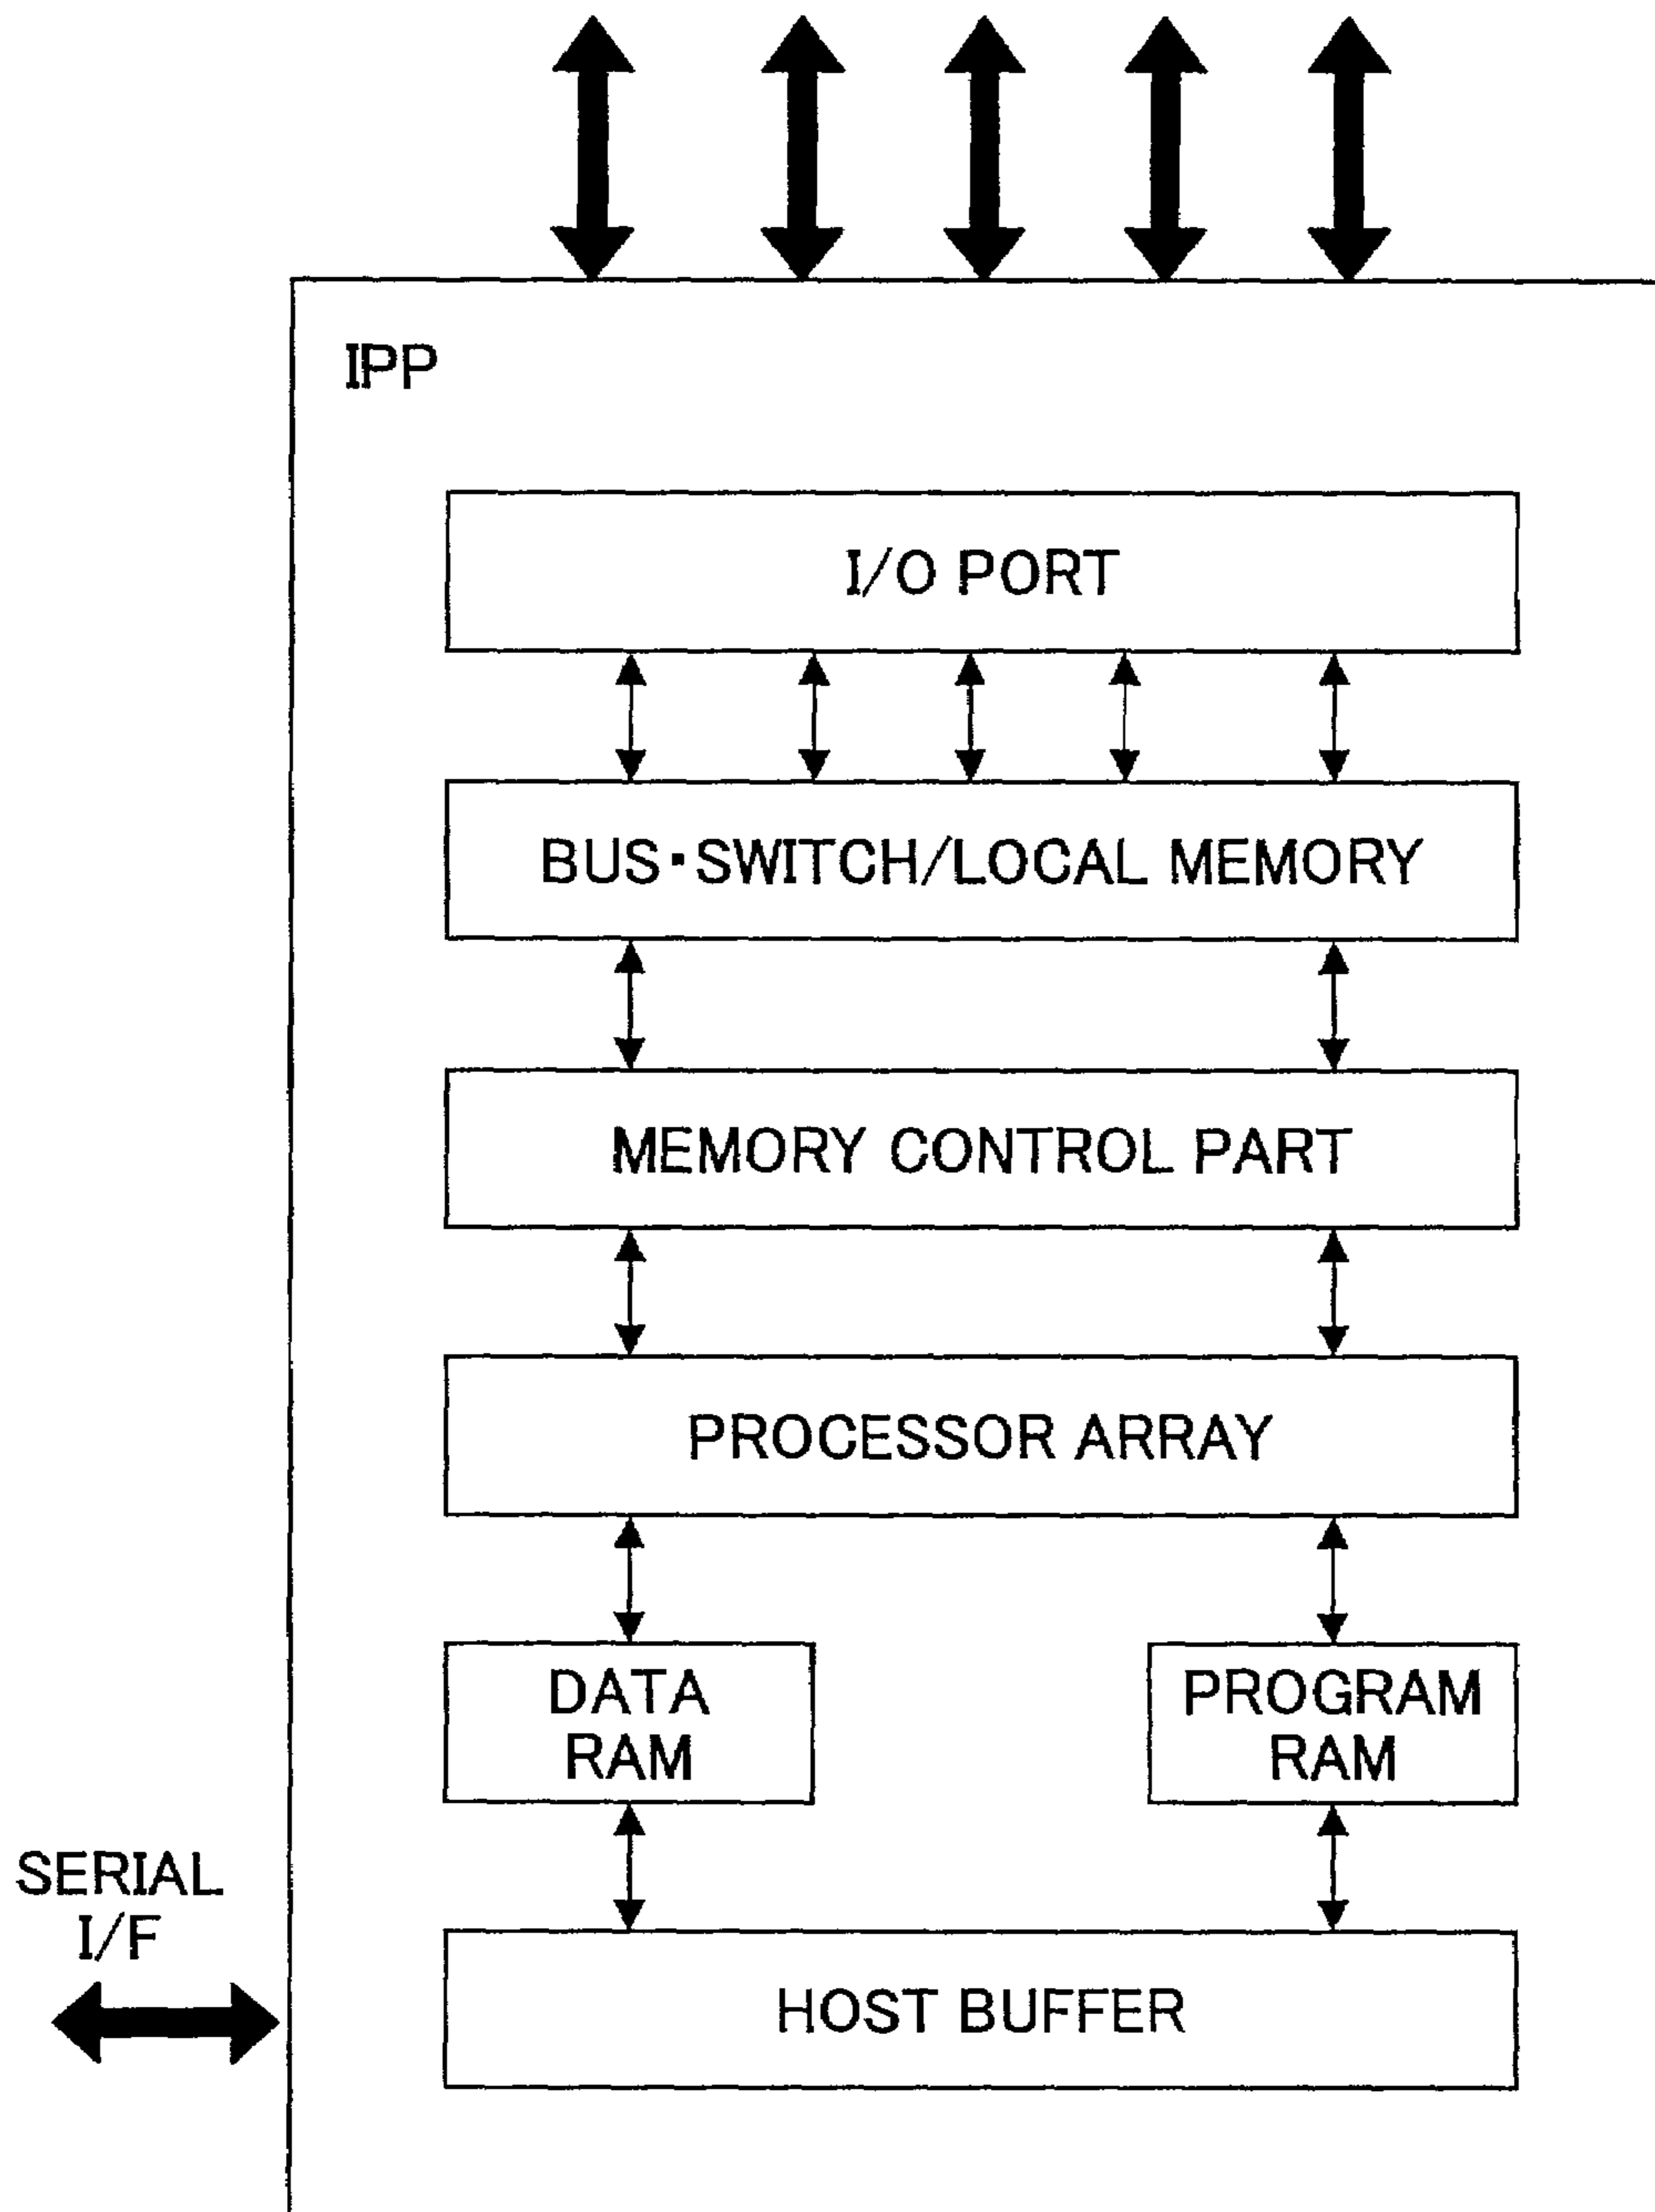 IPP
I/O PORT
BUS・SWITCH/LOCAL MEMORY
MEMORY CONTROL PART
PROCESSOR ARRAY
DATA
RAM
PROGRAM
RAM
SERIAL
I/F
HOST BUFFER